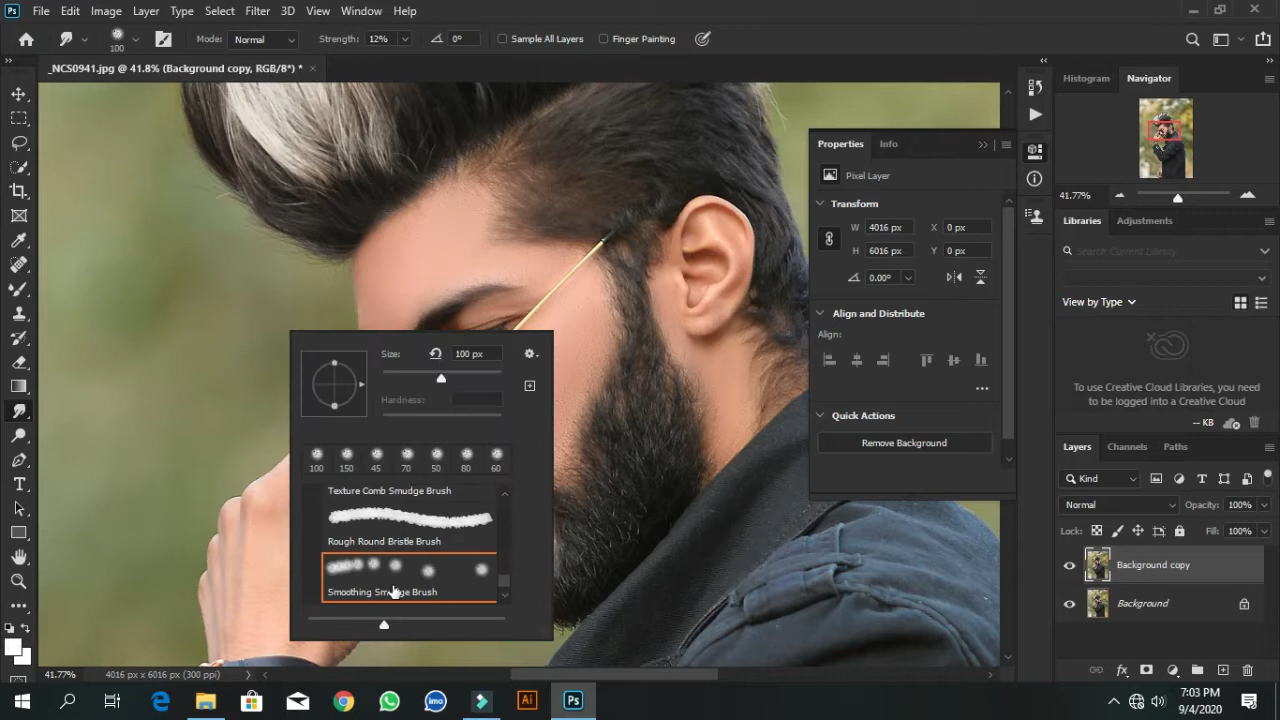 Ps File Edit Image Layer Type Select Filter 3D View Window Help
100 Mode: Normal Strength: 12% 0° Sample All Layers Finger Painting
_NCS0941.jpg @ 41.8% (Background copy, RGB/8*) * ×
Histogram Navigator
41.77%
Properties Info
Pixel Layer
Transform
W 4016 px X 0 px
H 6016 px Y 0 px
0.00°
Align and Distribute
Align:
Quick Actions
Remove Background
Libraries Adjustments
Search Current Library
View by Type
To use Creative Cloud Libraries, you need
to be logged into a Creative Cloud
-- KB
Layers Channels Paths
Kind
Normal Opacity: 100%
Lock: Fill: 100%
Background copy
Background
Size: 100 px
Hardness:
100 150 45 70 50 80 60
Texture Comb Smudge Brush
Rough Round Bristle Brush
Smoothing Smudge Brush
41.77% 4016 px x 6016 px (300 ppi)
imo Ai Ps
7:03 PM
9/4/2020